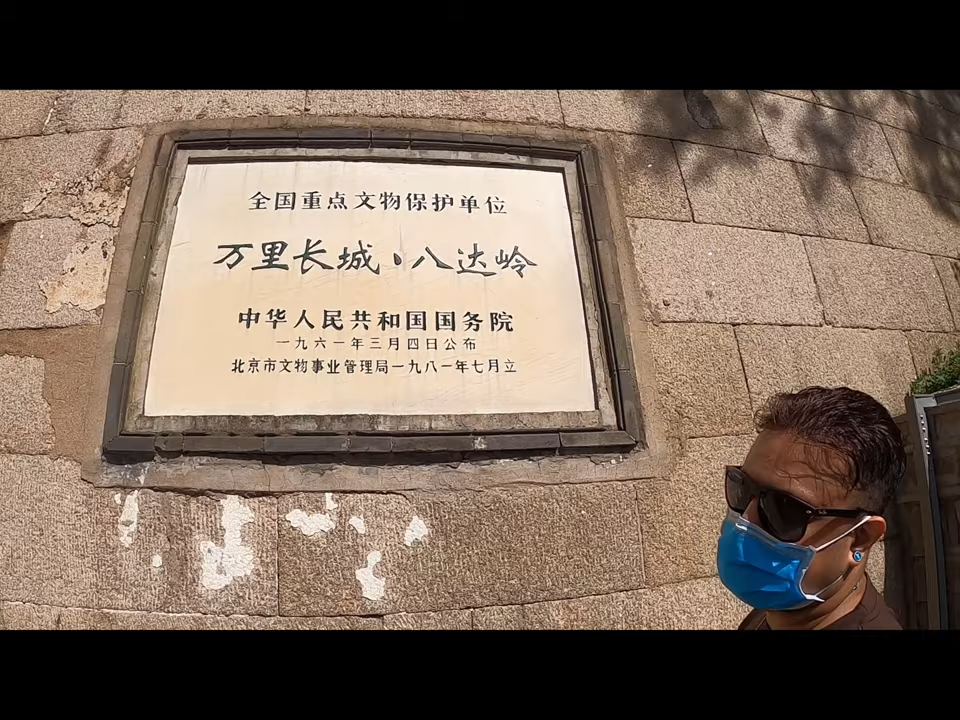 全国重点文物保护单位
万里长城·八达岭
中华人民共和国国务院
一九六一年三月四日公布
北京市文物事业管理局一九八一年七月立